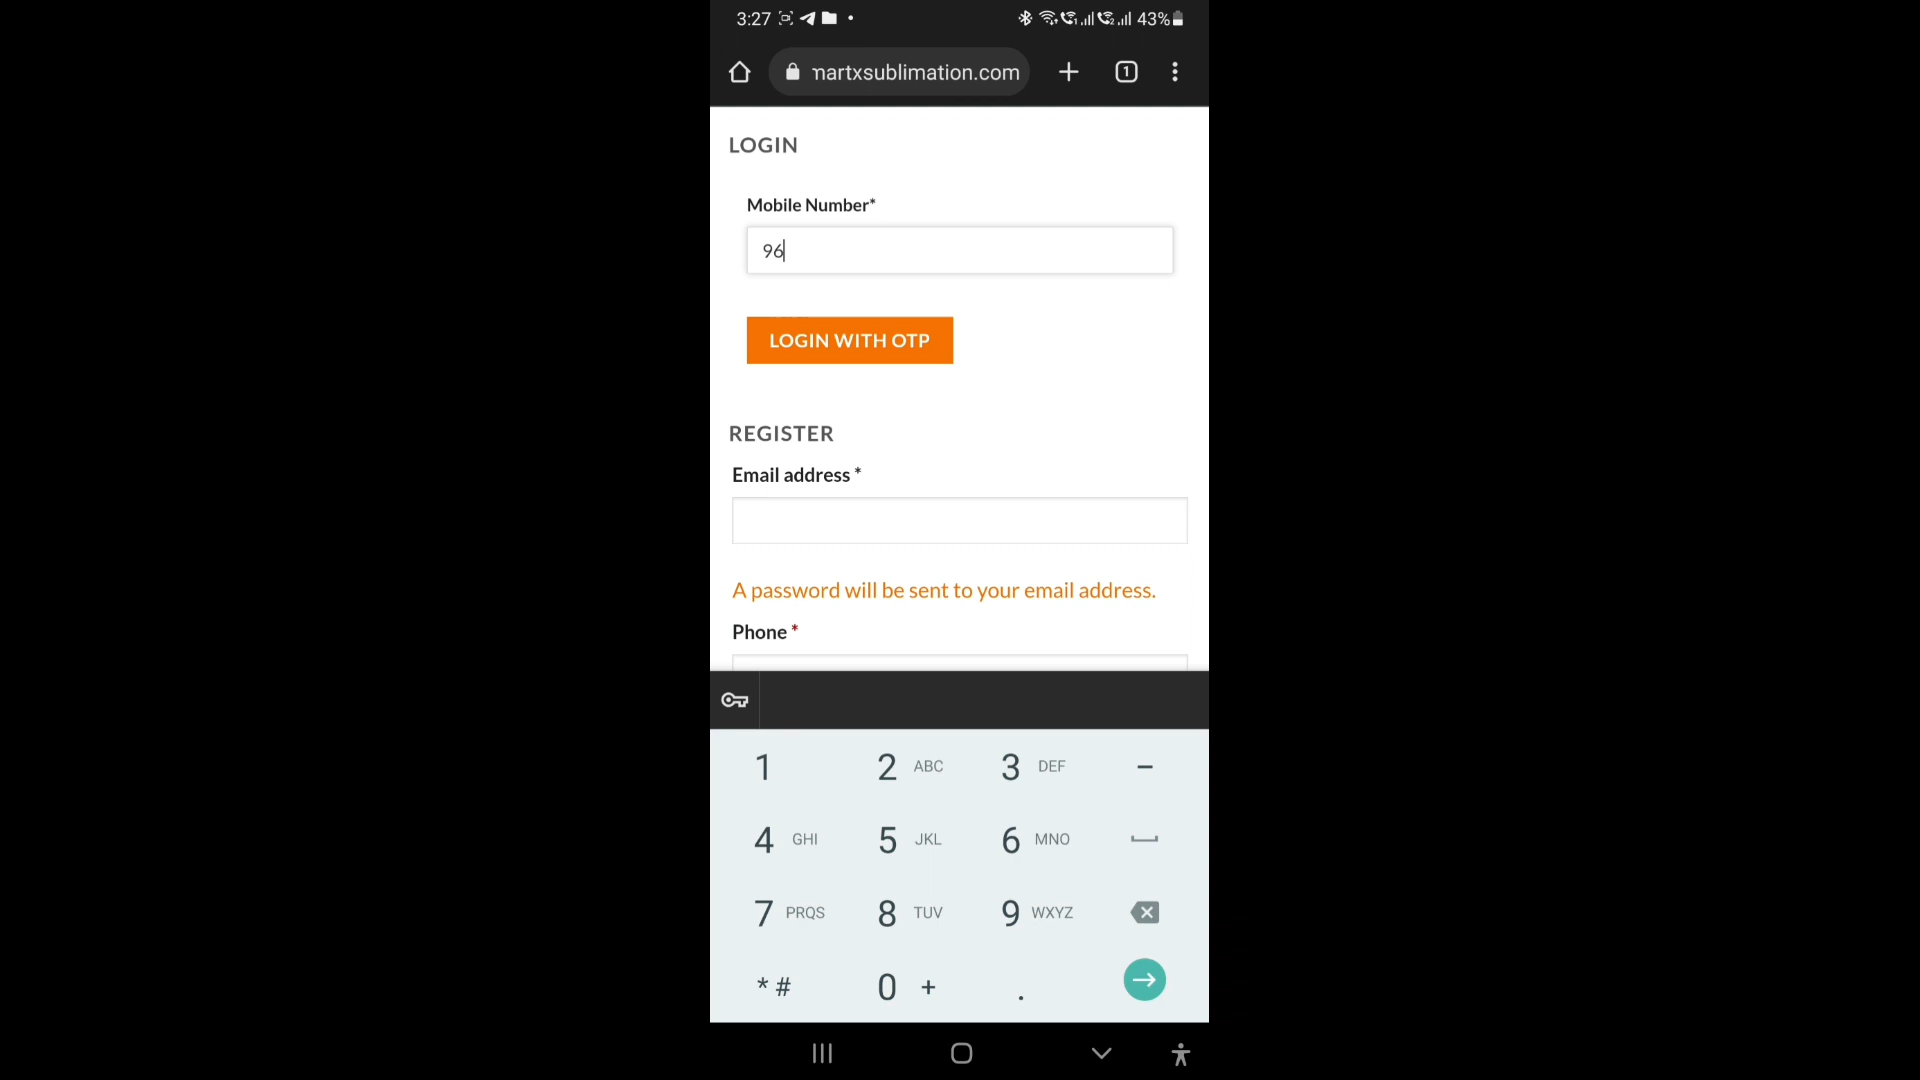 3:27 43%
martxsublimation.com 1
LOGIN
Mobile Number*
96
LOGIN WITH OTP
REGISTER
Email address *
A password will be sent to your email address.
Phone *
1 2 ABC 3 DEF -
4 GHI 5 JKL 6 MNO
7 PRQS 8 TUV 9 WXYZ
* # 0 + .